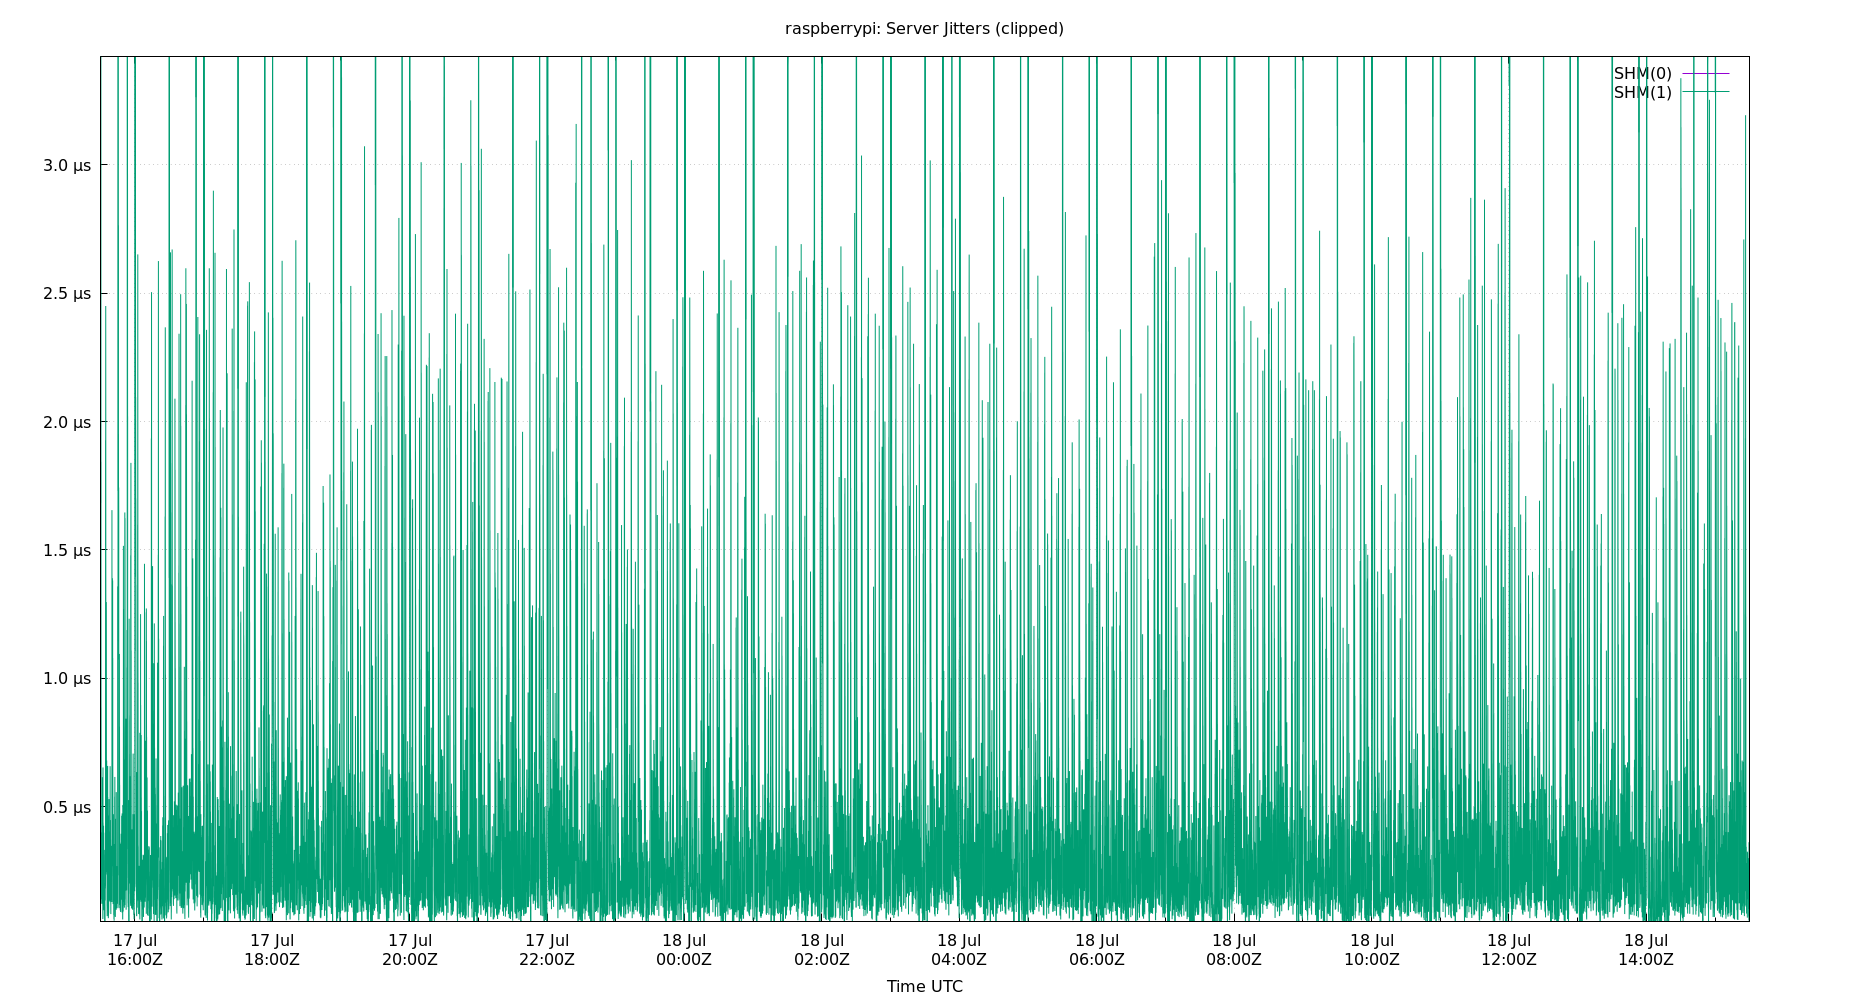 raspberrypi: Server Jitters (clipped)
SHM(0)
SHM(1)
3.0 µs
2.5 µs
2.0 µs
1.5 µs
1.0 µs
0.5 µs
17 Jul 17 Jul 17 Jul 17 Jul 18 Jul 18 Jul 18 Jul 18 Jul 18 Jul 18 Jul 18 Jul 18 Jul
16:00Z 18:00Z 20:00Z 22:00Z 00:00Z 02:00Z 04:00Z 06:00Z 08:00Z 10:00Z 12:00Z 14:00Z
Time UTC